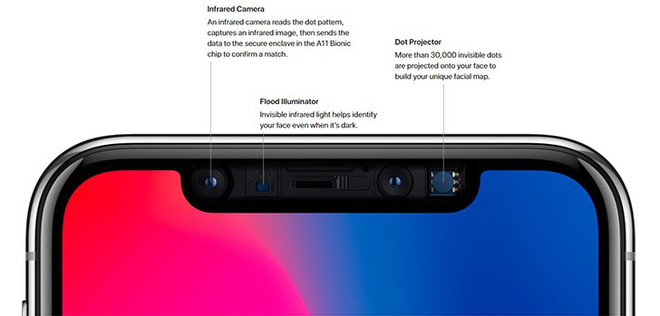 Infrared Camera
An infrared camera reads the dot pattern,
captures an infrared image, then sends the
data to the secure enclave in the A11 Bionic
chip to confirm a match.
Dot Projector
More than 30,000 invisible dots
are projected onto your face to
build your unique facial map.
Flood Illuminator
Invisible infrared light helps identify
your face even when it's dark.